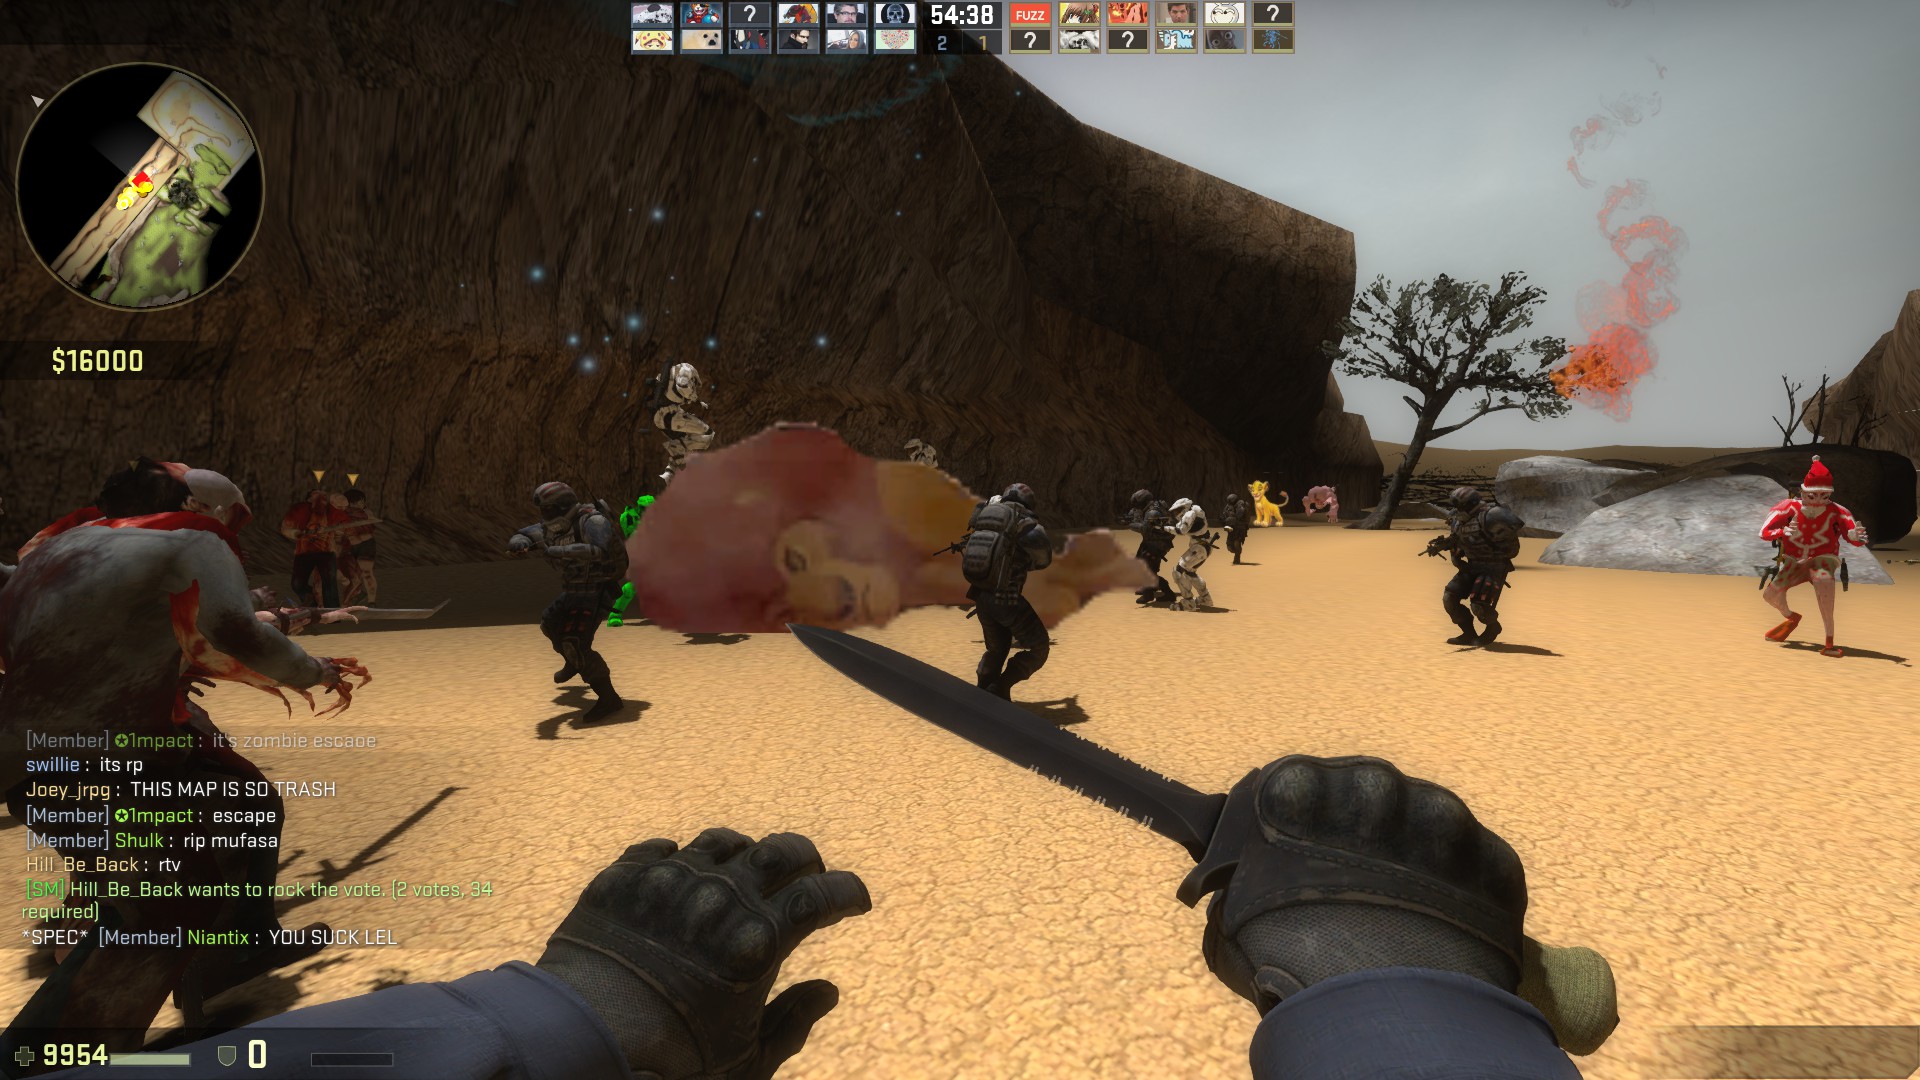 54:38
FUZZ
2 1
? ? ? ?
$16000
[Member] ✪1mpact : it's zombie escape
swillie : its rp
Joey_jrpg : THIS MAP IS SO TRASH
[Member] ✪1mpact : escape
[Member] Shulk : rip mufasa
Hill_Be_Back : rtv
[SM] Hill_Be_Back wants to rock the vote. (2 votes, 34
required)
*SPEC* [Member] Niantix : YOU SUCK LEL
9954
0